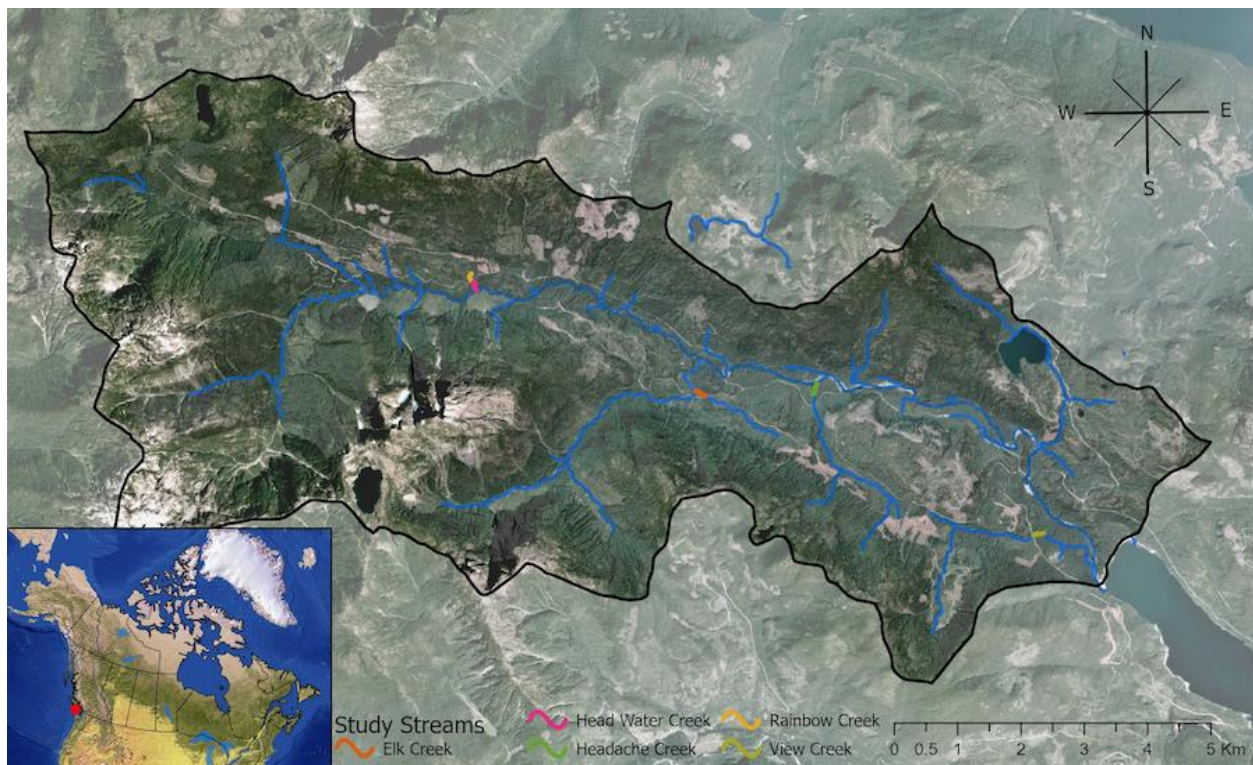 N
W E
S
Study Streams
Head Water Creek Rainbow Creek
Elk Creek Headache Creek View Creek
0 0.5 1 2 3 4 5 Km